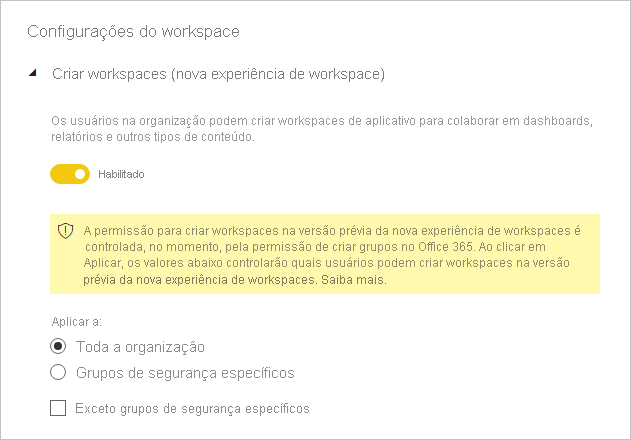 Configurações do workspace
Criar workspaces (nova experiência de workspace)
Os usuários na organização podem criar workspaces de aplicativo para colaborar em dashboards,
relatórios e outros tipos de conteúdo.
Habilitado
A permissão para criar workspaces na versão prévia da nova experiência de workspaces é
controlada, no momento, pela permissão de criar grupos no Office 365. Ao clicar em
Aplicar, os valores abaixo controlarão quais usuários podem criar workspaces na versão
prévia da nova experiência de workspaces. Saiba mais.
Aplicar a:
Toda a organização
Grupos de segurança específicos
Exceto grupos de segurança específicos